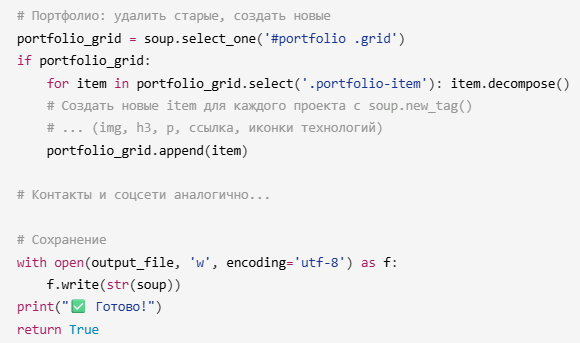 # Портфолио: удалить старые, создать новые
portfolio_grid = soup.select_one('#portfolio .grid')
if portfolio_grid:
    for item in portfolio_grid.select('.portfolio-item'): item.decompose()
    # Создать новые item для каждого проекта с soup.new_tag()
    # ... (img, h3, p, ссылка, иконки технологий)
    portfolio_grid.append(item)
# Контакты и соцсети аналогично...
# Сохранение
with open(output_file, 'w', encoding='utf-8') as f:
    f.write(str(soup))
print("✅ Готово!")
return True